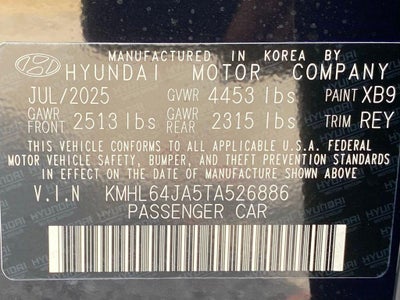 MANUFACTURED IN KOREA BY
HYUNDAI MOTOR COMPANY
JUL/2025 GVWR 4453 lbs PAINT XB9
GAWR FRONT 2513 lbs GAWR REAR 2315 lbs TRIM REY
THIS VEHICLE CONFORMS TO ALL APPLICABLE U.S.A. FEDERAL
MOTOR VEHICLE SAFETY, BUMPER, AND THEFT PREVENTION STANDARDS
IN EFFECT ON THE DATE OF MANUFACTURE SHOWN ABOVE
V.I.N KMHL64JA5TA526886
PASSENGER CAR